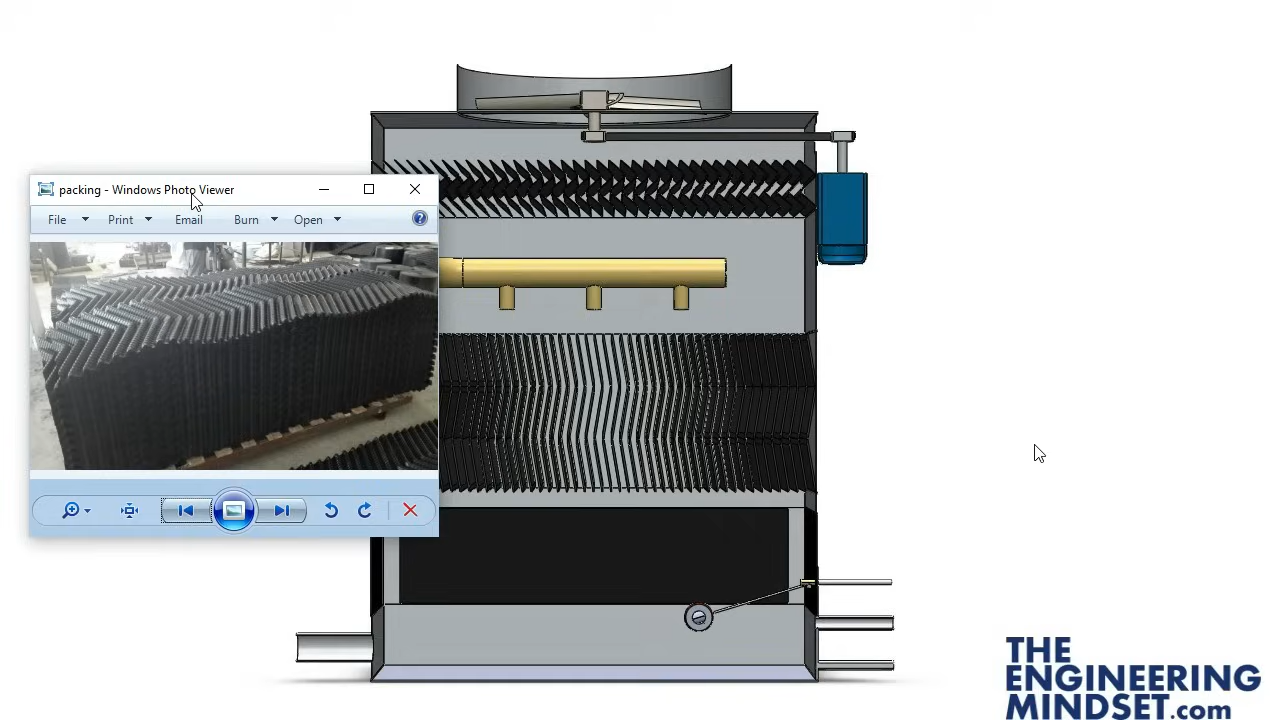 packing - Windows Photo Viewer
File Print Email Burn Open
THE
ENGINEERING
MINDSET.com